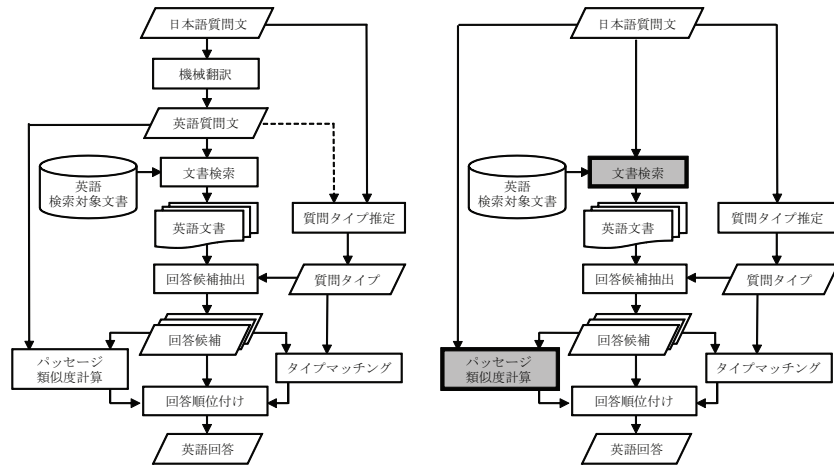 日本語質問文
機械翻訳
英語質問文
文書検索
英語
検索対象文書
英語文書
質問タイプ推定
回答候補抽出
質問タイプ
回答候補
パッセージ
類似度計算
タイプマッチング
回答順位付け
英語回答
日本語質問文
文書検索
英語
検索対象文書
英語文書
質問タイプ推定
回答候補抽出
質問タイプ
回答候補
パッセージ
類似度計算
タイプマッチング
回答順位付け
英語回答